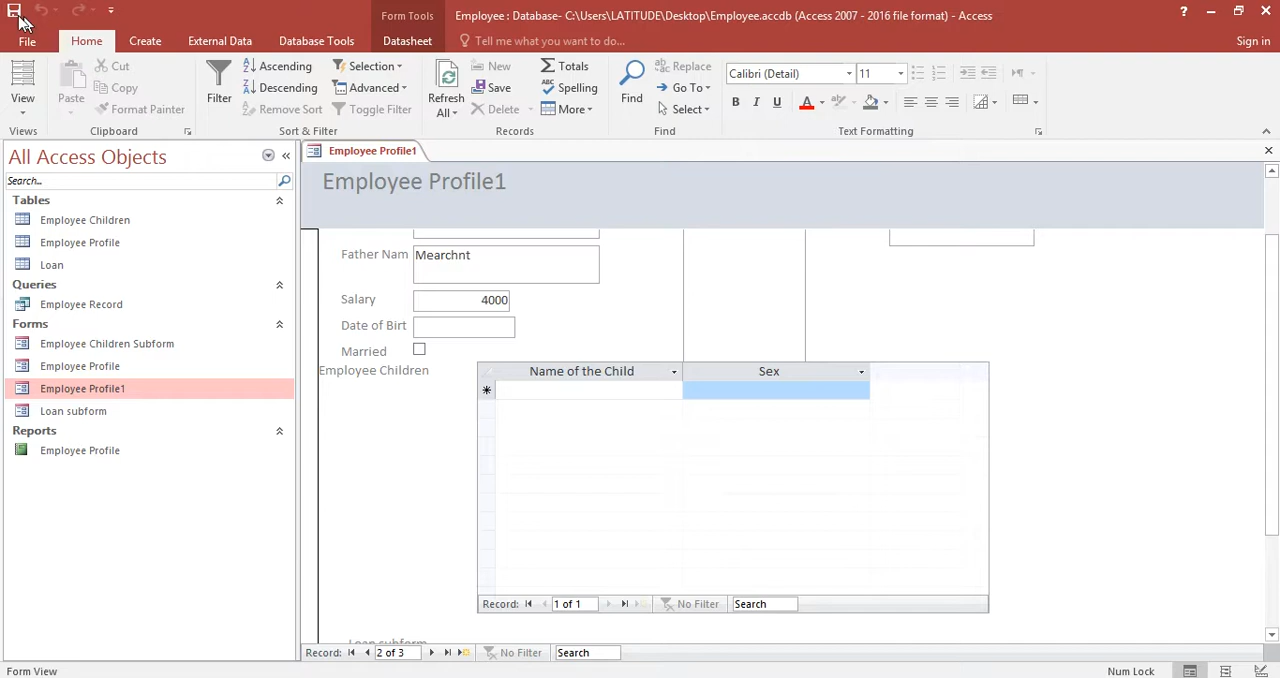 Form Tools
Employee : Database- C:\Users\LATITUDE\Desktop\Employee.accdb (Access 2007 - 2016 file format) - Access
?
File Home Create External Data Database Tools Datasheet Tell me what you want to do... Sign in
View
Views
Paste
Cut
Copy
Format Painter
Clipboard
Filter
Ascending
Descending
Remove Sort
Selection
Advanced
Toggle Filter
Sort & Filter
Refresh
All
New
Save
Delete
Totals
Spelling
More
Records
Find
Replace
Go To
Select
Find
Calibri (Detail) 11
B I U A
Text Formatting
All Access Objects
Search...
Tables
Employee Children
Employee Profile
Loan
Queries
Employee Record
Forms
Employee Children Subform
Employee Profile
Employee Profile1
Loan subform
Reports
Employee Profile
Employee Profile1
Employee Profile1
Father Nam Mearchnt
Salary 4000
Date of Birt
Married
Employee Children
Name of the Child Sex
Record: 1 of 1 No Filter Search
Loan subform
Record: 2 of 3 No Filter Search
Form View Num Lock